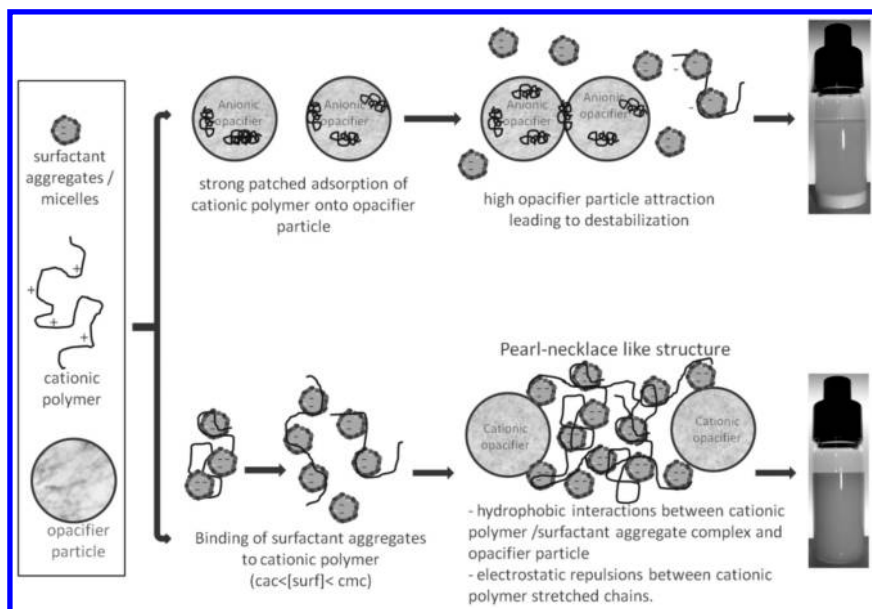 surfactant
aggregates /
micelles
+
+
+
+
cationic
polymer
opacifier
particle
Anionic
opacifier
Anionic
opacifier
strong patched adsorption of
cationic polymer onto opacifier
particle
Anionic
opacifier
Anionic
opacifier
high opacifier particle attraction
leading to destabilization
Binding of surfactant aggregates
to cationic polymer
(cac<[surf]< cmc)
Pearl-necklace like structure
Cationic
opacifier
Cationic
opacifier
- hydrophobic interactions between cationic
polymer /surfactant aggregate complex and
opacifier particle
- electrostatic repulsions between cationic
polymer stretched chains.